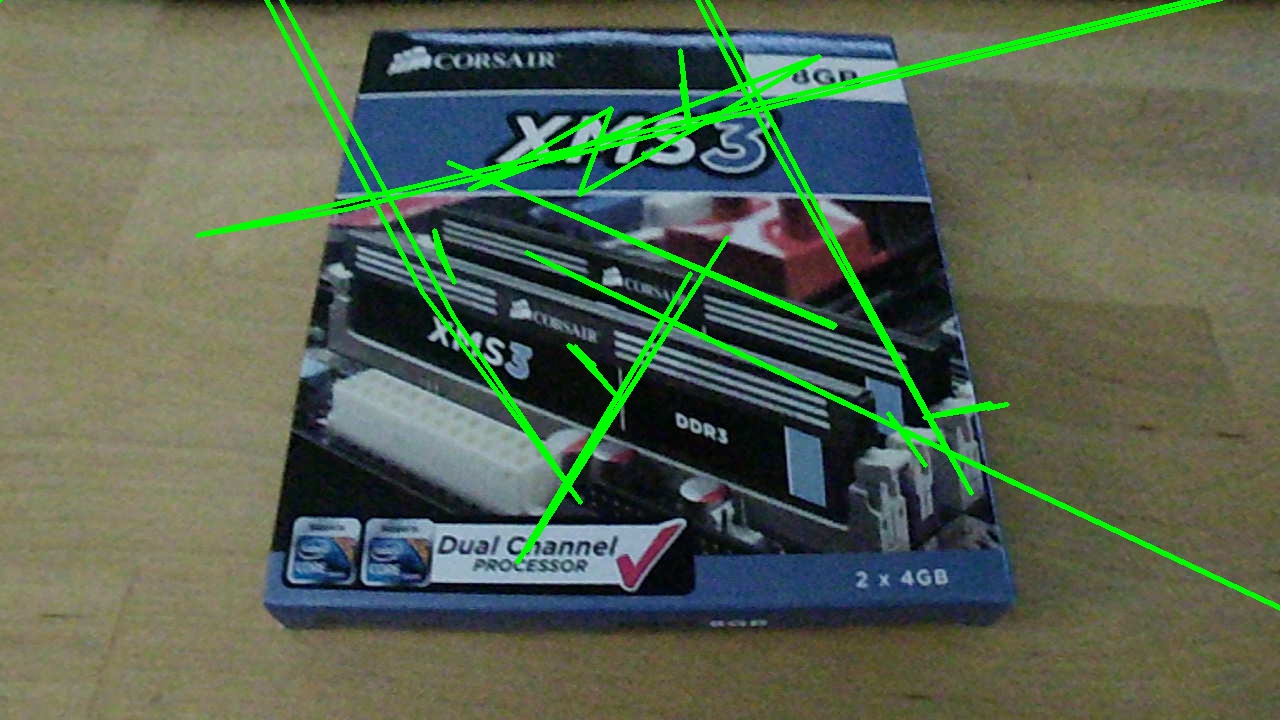 CORSAIR
8GB
XMS3
CORSAIR
CORSAIR
XMS3
DDR3
Dual Channel
PROCESSOR
2 x 4GB